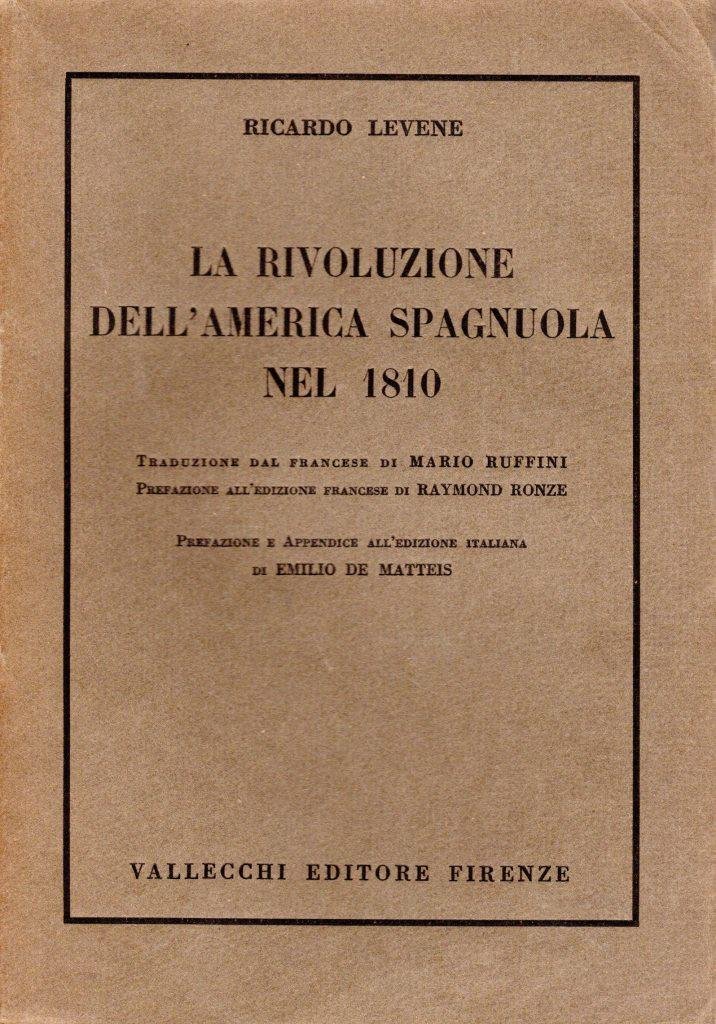 RICARDO LEVENE
LA RIVOLUZIONE
DELL'AMERICA SPAGNUOLA
NEL 1810
TRADUZIONE DAL FRANCESE DI MARIO RUFFINI
PREFAZIONE ALL'EDIZIONE FRANCESE DI RAYMOND RONZE
PREFAZIONE E APPENDICE ALL'EDIZIONE ITALIANA
DI EMILIO DE MATTEIS
VALLECCHI EDITORE FIRENZE